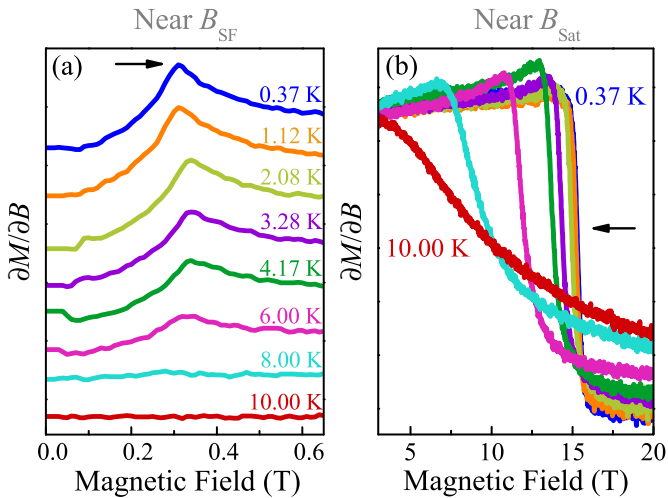 Near B_SF
Near B_Sat
(a)
0.37 K
1.12 K
2.08 K
3.28 K
4.17 K
6.00 K
8.00 K
10.00 K
∂M/∂B
0.0 0.2 0.4 0.6
Magnetic Field (T)
(b)
0.37 K
10.00 K
∂M/∂B
5 10 15 20
Magnetic Field (T)